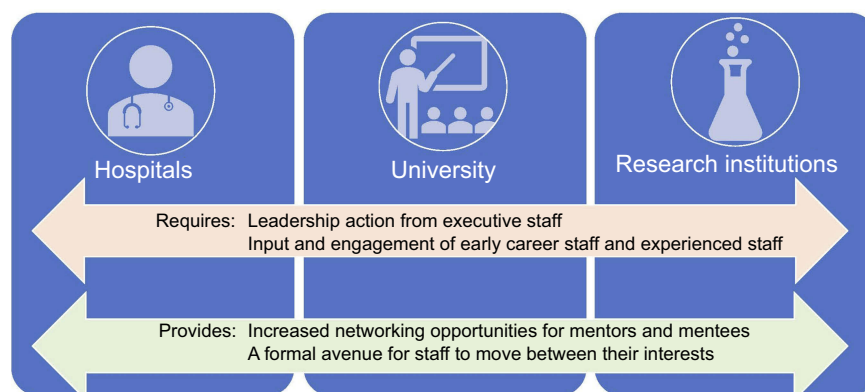 Hospitals
University
Research institutions
Requires: Leadership action from executive staff
Input and engagement of early career staff and experienced staff
Provides: Increased networking opportunities for mentors and mentees
A formal avenue for staff to move between their interests